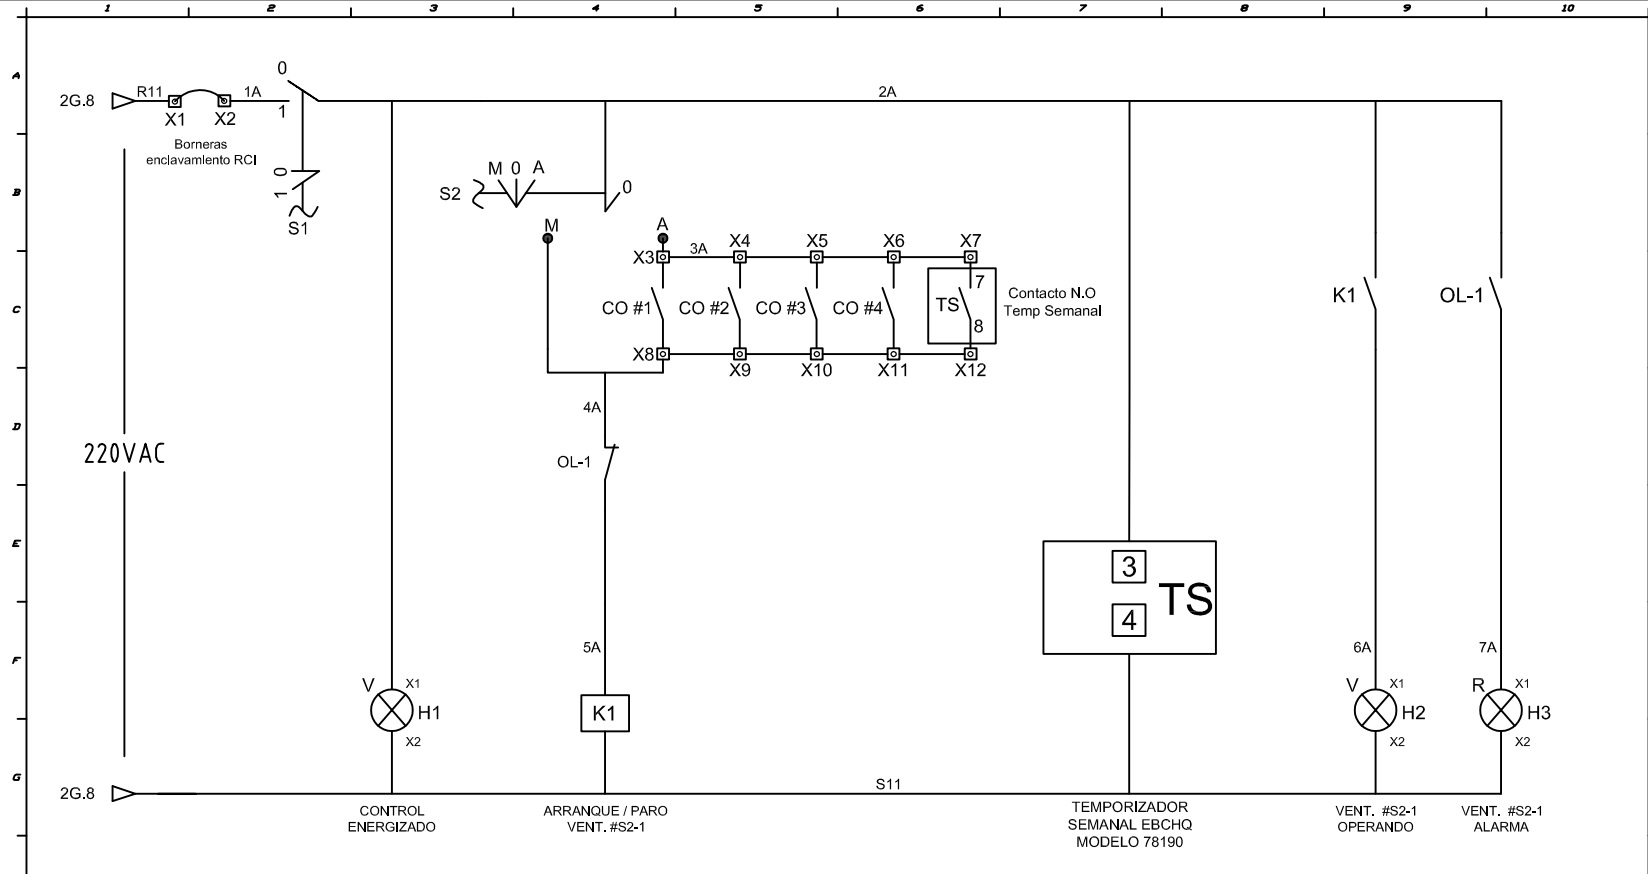 1 2 3 4 5 6 7 8 9 10
A
B
C
D
E
F
G
2G.8
R11
X1
X2
1A
Borneras
enclavamiento RCI
0
1
0
1
S1
2A
S2
M 0 A
0
M
A
3A
X3
X4
X5
X6
X7
CO #1
CO #2
CO #3
CO #4
TS
7
8
Contacto N.O
Temp Semanal
X8
X9
X10
X11
X12
4A
OL-1
5A
K1
220VAC
K1
OL-1
3
4
TS
6A
7A
V
X1
H1
X2
V
X1
H2
X2
R
X1
H3
X2
2G.8
S11
CONTROL
ENERGIZADO
ARRANQUE / PARO
VENT. #S2-1
TEMPORIZADOR
SEMANAL EBCHQ
MODELO 78190
VENT. #S2-1
OPERANDO
VENT. #S2-1
ALARMA